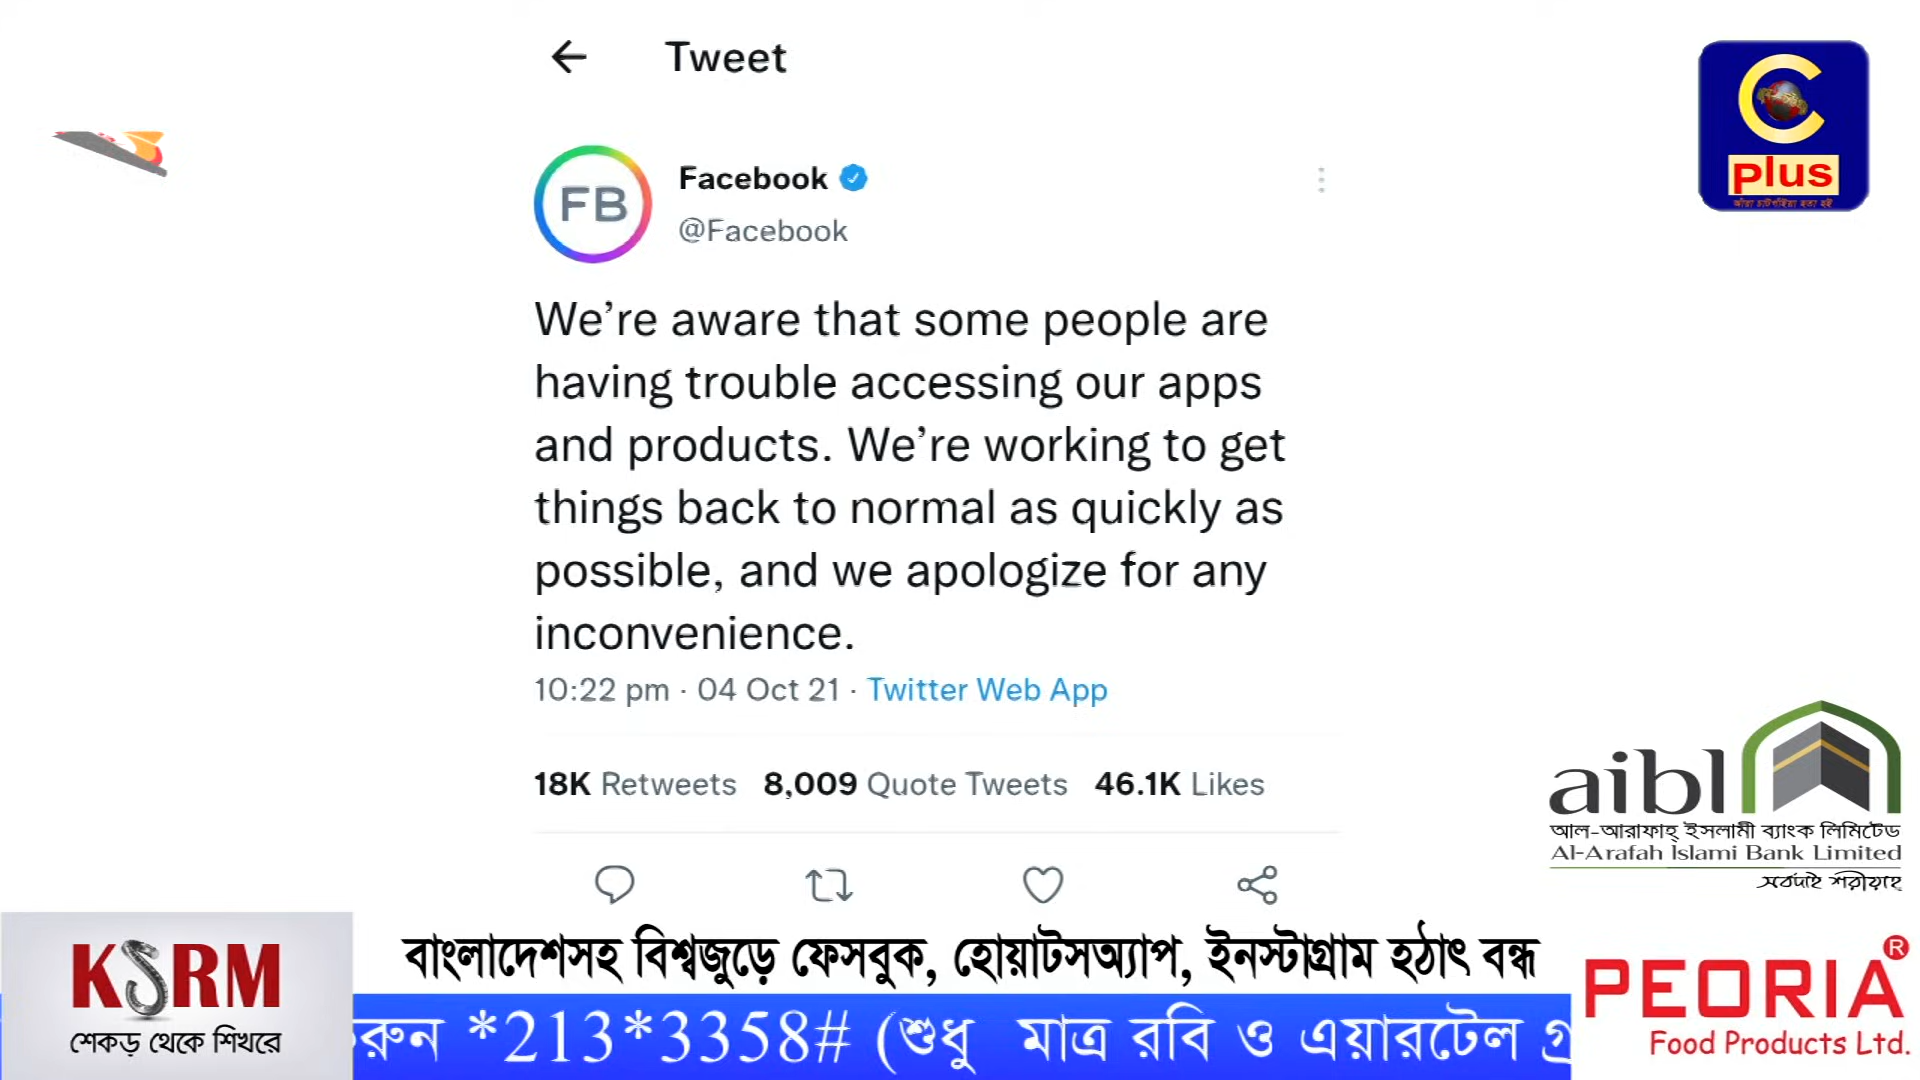 Tweet
C
plus
আঁরা চাটগাঁইয়া হতা হই
FB
Facebook
@Facebook
We’re aware that some people are
having trouble accessing our apps
and products. We’re working to get
things back to normal as quickly as
possible, and we apologize for any
inconvenience.
10:22 pm · 04 Oct 21 · Twitter Web App
18K Retweets 8,009 Quote Tweets 46.1K Likes
aibl
আল-আরাফাহ্ ইসলামী ব্যাংক লিমিটেড
Al-Arafah Islami Bank Limited
সর্বদাই শরীয়াহ্
KSRM
শেকড় থেকে শিখরে
বাংলাদেশসহ বিশ্বজুড়ে ফেসবুক, হোয়াটসঅ্যাপ, ইনস্টাগ্রাম হঠাৎ বন্ধ
*213*3358# (শুধু মাত্র রবি ও এয়ারটেল
PEORIA®
Food Products Ltd.